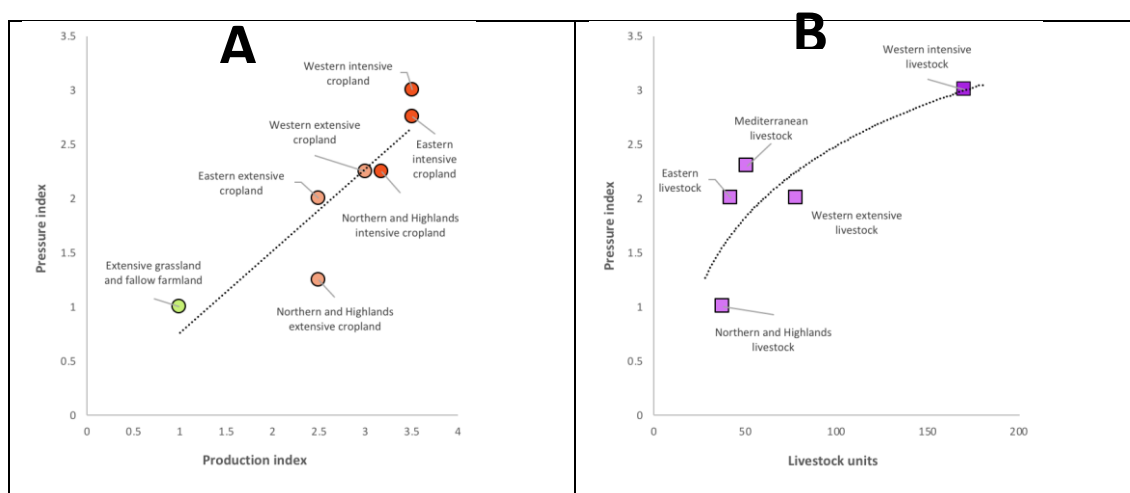 A
3.5
3
2.5
2
1.5
1
0.5
0
Pressure index
Western intensive
cropland
Western extensive
cropland
Eastern
intensive
cropland
Eastern extensive
cropland
Northern and Highlands
intensive cropland
Extensive grassland
and fallow farmland
Northern and Highlands
extensive cropland
0 0.5 1 1.5 2 2.5 3 3.5 4
Production index
B
3.5
3
2.5
2
1.5
1
0.5
0
Pressure index
Western intensive
livestock
Mediterranean
livestock
Eastern
livestock
Western extensive
livestock
Northern and Highlands
livestock
0 50 100 150 200
Livestock units